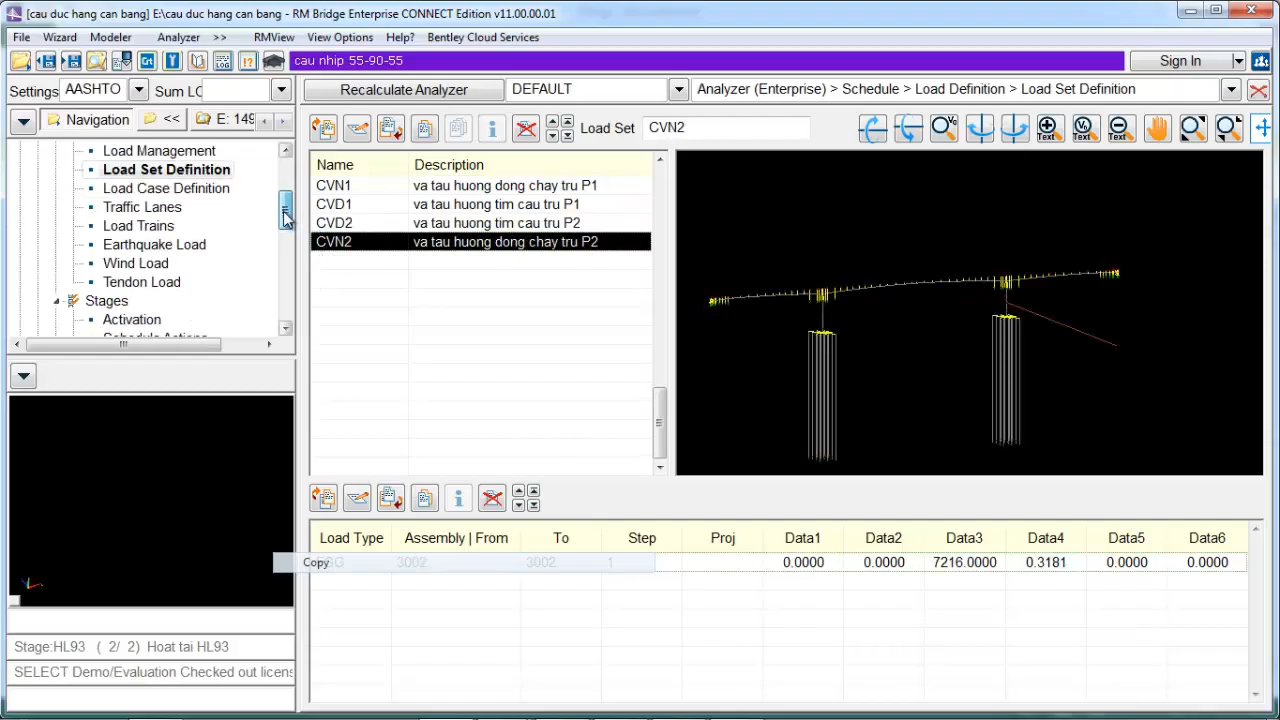 [cau duc hang can bang] E:\cau duc hang can bang\ - RM Bridge Enterprise CONNECT Edition v11.00.00.01
File Wizard Modeler Analyzer >> RMView View Options Help? Bentley Cloud Services
cau nhip 55-90-55 Sign In
Settings AASHTO Sum LC Recalculate Analyzer DEFAULT Analyzer (Enterprise) > Schedule > Load Definition > Load Set Definition
Navigation << E: 149
Load Set CVN2
Load Management
Load Set Definition
Load Case Definition
Traffic Lanes
Load Trains
Earthquake Load
Wind Load
Tendon Load
Stages
Activation
Name Description
CVN1 va tau huong dong chay tru P1
CVD1 va tau huong tim cau tru P1
CVD2 va tau huong tim cau tru P2
CVN2 va tau huong dong chay tru P2
Load Type Assembly | From To Step Proj Data1 Data2 Data3 Data4 Data5 Data6
Copy 3002 3002 1 0.0000 0.0000 7216.0000 0.3181 0.0000 0.0000
Stage:HL93 ( 2/ 2) Hoat tai HL93
SELECT Demo/Evaluation Checked out licens